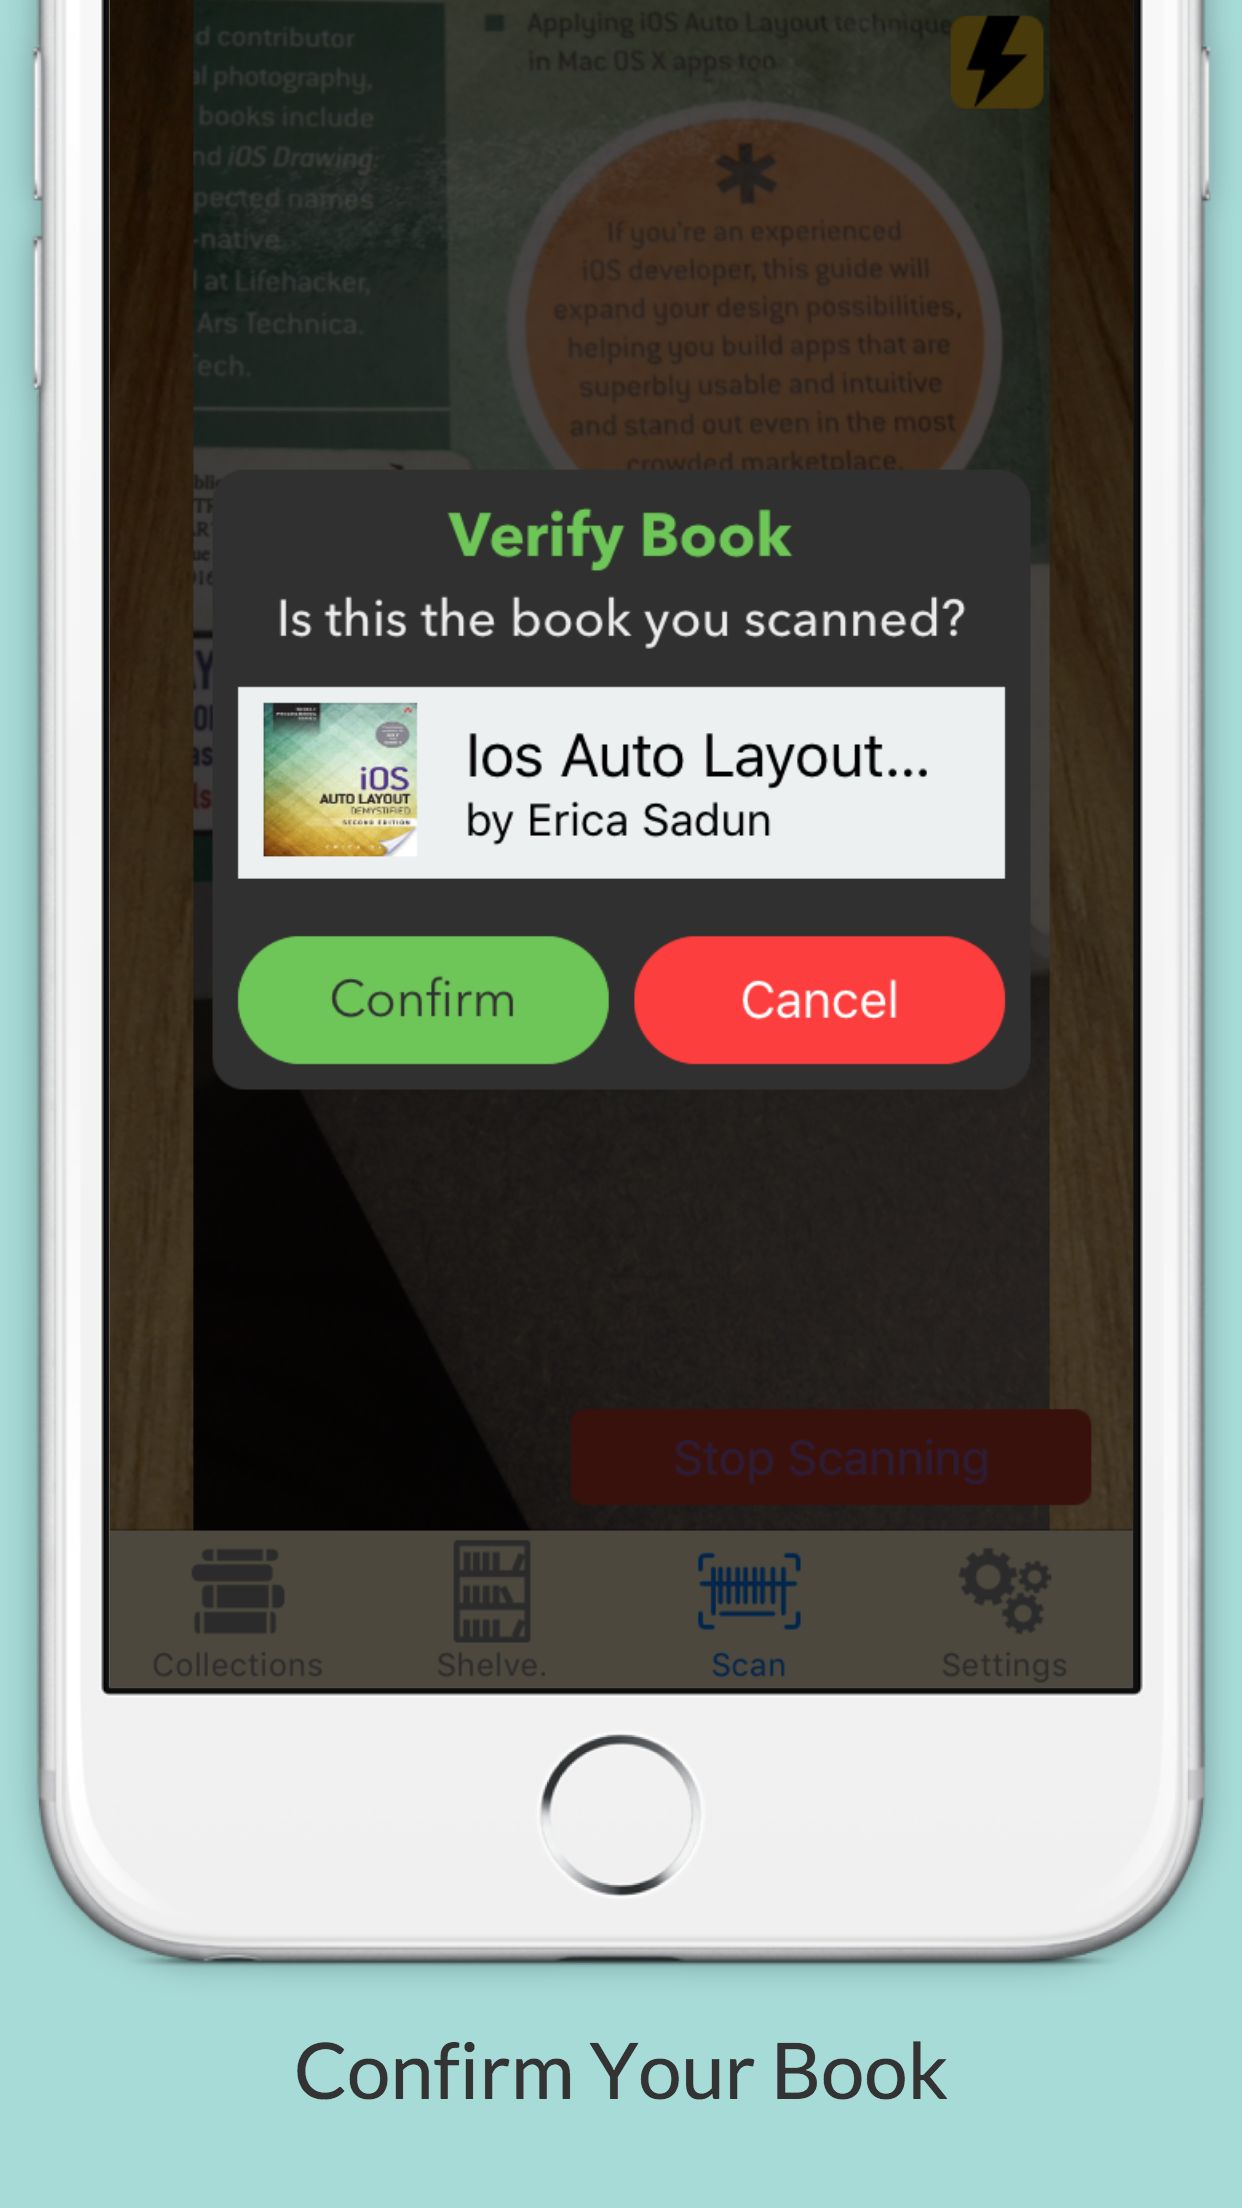 d contributor
al photography,
books include
nd iOS Drawing.
pected names
-native
at Lifehacker,
Ars Technica.
Tech.
Applying iOS Auto Layout technique
in Mac OS X apps too
If you're an experienced
iOS developer, this guide will
expand your design possibilities,
helping you build apps that are
superbly usable and intuitive
and stand out even in the most
crowded marketplace.
Verify Book
Is this the book you scanned?
iOS
AUTO LAYOUT
DEMYSTIFIED
SECOND EDITION
Ios Auto Layout...
by Erica Sadun
Confirm
Cancel
Stop Scanning
Collections
Shelve.
Scan
Settings
Confirm Your Book